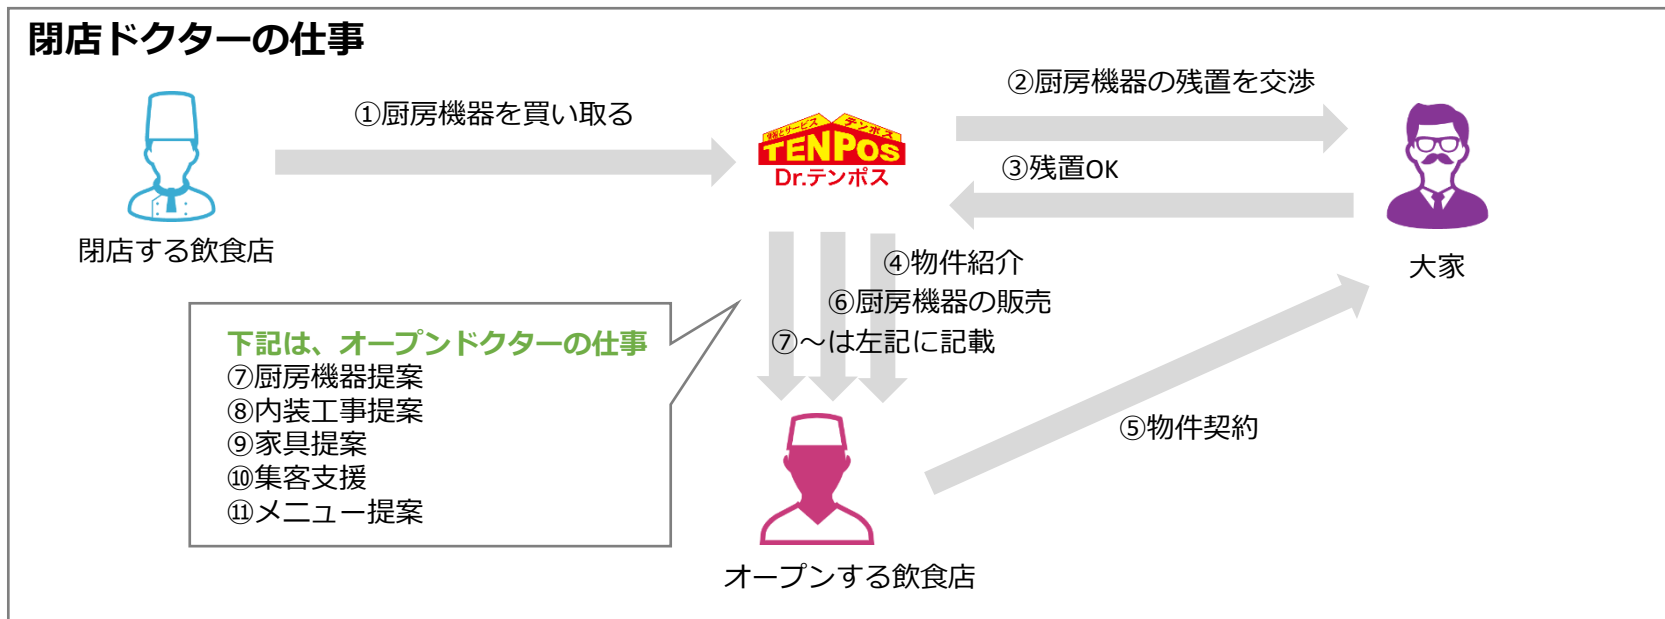 閉店ドクターの仕事
①厨房機器を買い取る
②厨房機器の残置を交渉
テンポス
TENPOS
Dr.テンポス
③残置OK
閉店する飲食店
大家
④物件紹介
⑥厨房機器の販売
⑦～は左記に記載
下記は、オープンドクターの仕事
⑦厨房機器提案
⑧内装工事提案
⑨家具提案
⑩集客支援
⑪メニュー提案
⑤物件契約
オープンする飲食店